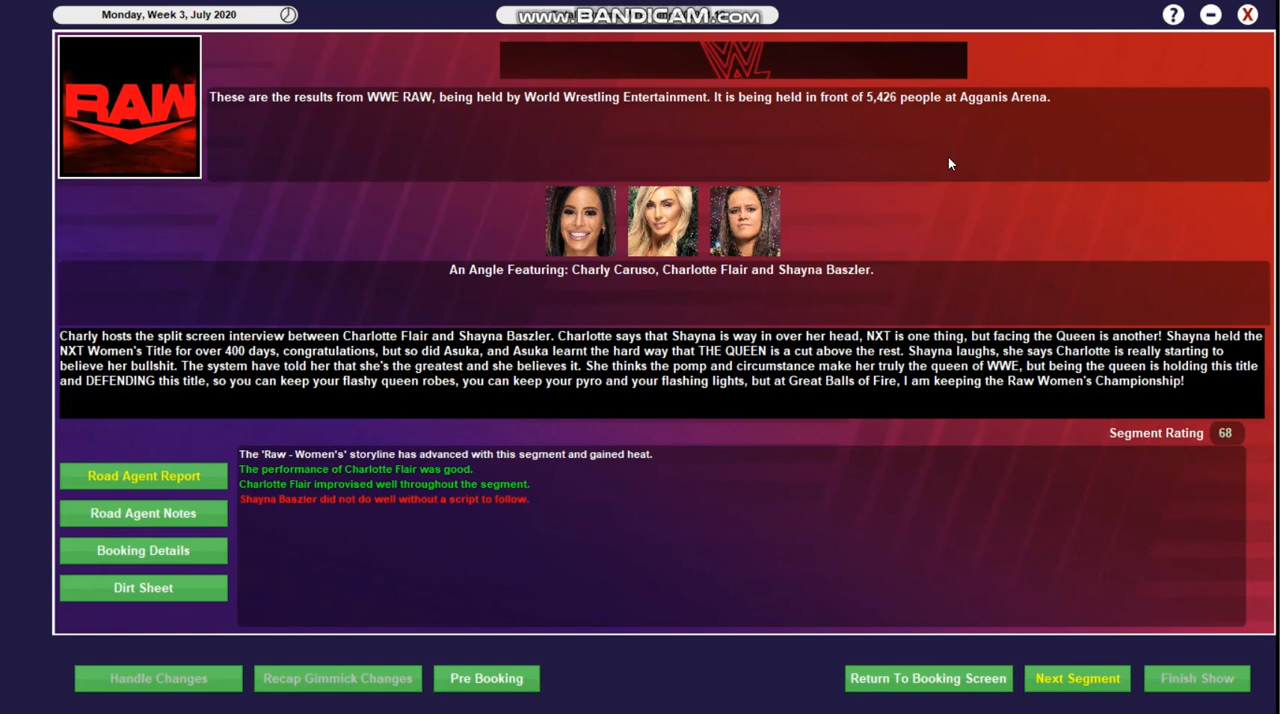 Monday, Week 3, July 2020
www.BANDICAM.com
?
X
RAW
These are the results from WWE RAW, being held by World Wrestling Entertainment. It is being held in front of 5,426 people at Agganis Arena.
An Angle Featuring: Charly Caruso, Charlotte Flair and Shayna Baszler.
Charly hosts the split screen interview between Charlotte Flair and Shayna Baszler. Charlotte says that Shayna is way in over her head, NXT is one thing, but facing the Queen is another! Shayna held the
NXT Women's Title for over 400 days, congratulations, but so did Asuka, and Asuka learnt the hard way that THE QUEEN is a cut above the rest. Shayna laughs, she says Charlotte is really starting to
believe her bullshit. The system have told her that she's the greatest and she believes it. She thinks the pomp and circumstance make her truly the queen of WWE, but being the queen is holding this title
and DEFENDING this title, so you can keep your flashy queen robes, you can keep your pyro and your flashing lights, but at Great Balls of Fire, I am keeping the Raw Women's Championship!
Segment Rating 68
The 'Raw - Women's' storyline has advanced with this segment and gained heat.
The performance of Charlotte Flair was good.
Charlotte Flair improvised well throughout the segment.
Shayna Baszler did not do well without a script to follow.
Road Agent Report
Road Agent Notes
Booking Details
Dirt Sheet
Handle Changes
Recap Gimmick Changes
Pre Booking
Return To Booking Screen
Next Segment
Finish Show